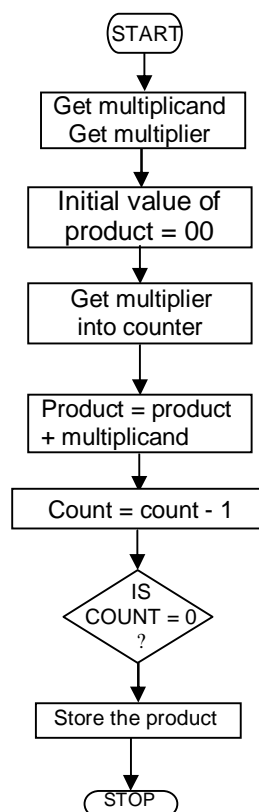 START
Get multiplicand
Get multiplier
Initial value of
product = 00
Get multiplier
into counter
Product = product
+ multiplicand
Count = count - 1
IS
COUNT = 0
?
Store the product
STOP